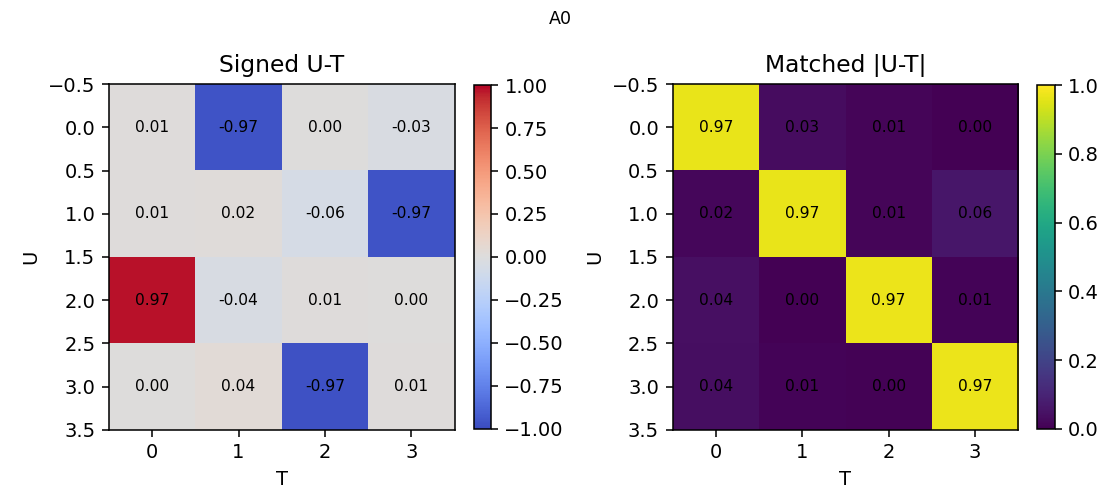 A0
Signed U-T
−0.5
0.0
0.5
1.0
1.5
2.0
2.5
3.0
3.5
U
0.01 -0.97 0.00 -0.03
0.01 0.02 -0.06 -0.97
0.97 -0.04 0.01 0.00
0.00 0.04 -0.97 0.01
0 1 2 3
T
1.00
0.75
0.50
0.25
0.00
−0.25
−0.50
−0.75
−1.00
Matched |U-T|
−0.5
0.0
0.5
1.0
1.5
2.0
2.5
3.0
3.5
U
0.97 0.03 0.01 0.00
0.02 0.97 0.01 0.06
0.04 0.00 0.97 0.01
0.04 0.01 0.00 0.97
0 1 2 3
T
1.0
0.8
0.6
0.4
0.2
0.0